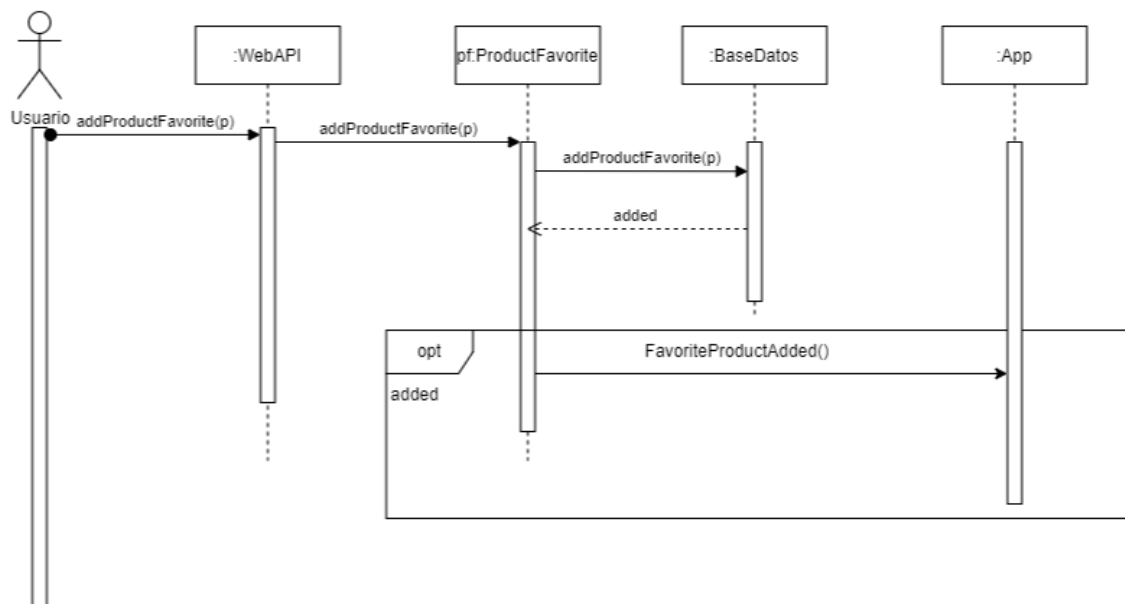 :WebAPI
pf:ProductFavorite
:BaseDatos
:App
Usuario
addProductFavorite(p)
addProductFavorite(p)
addProductFavorite(p)
added
opt
FavoriteProductAdded()
added